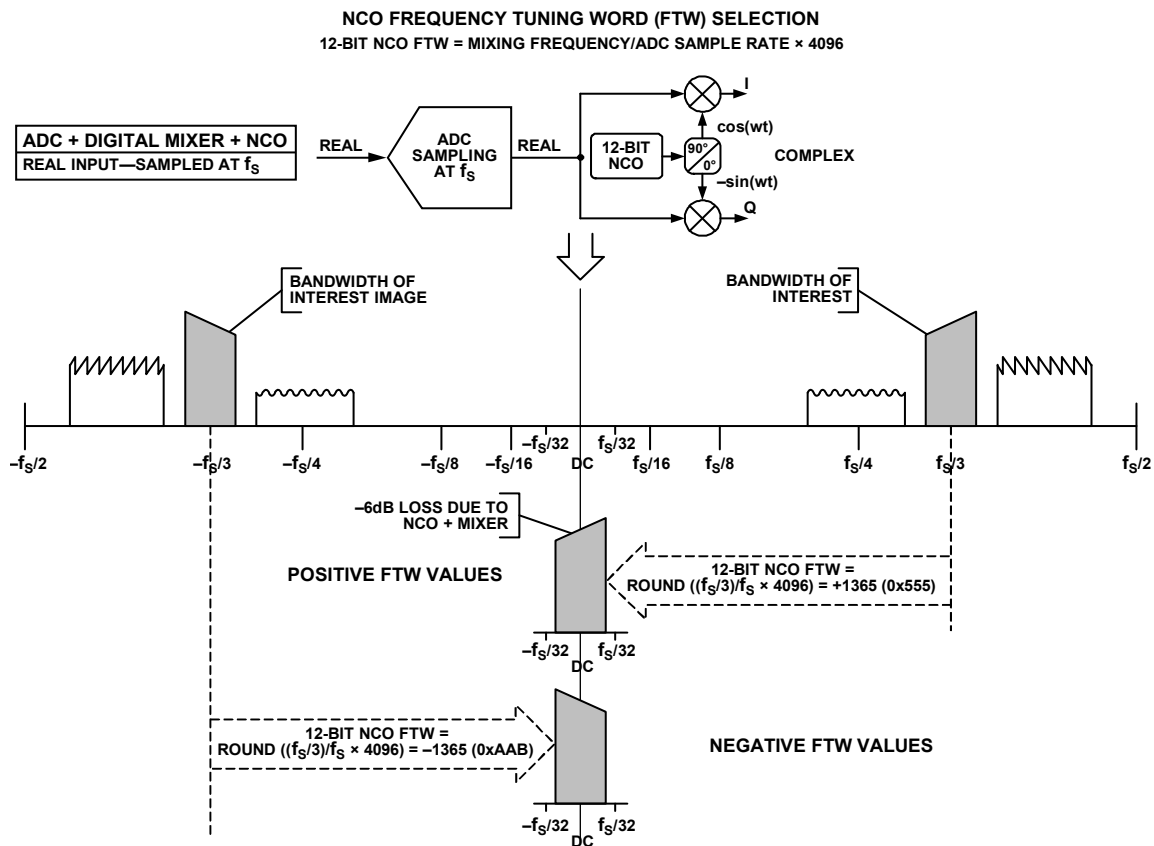 NCO FREQUENCY TUNING WORD (FTW) SELECTION
12-BIT NCO FTW = MIXING FREQUENCY/ADC SAMPLE RATE × 4096
ADC + DIGITAL MIXER + NCO
REAL INPUT—SAMPLED AT fS
REAL
ADC
SAMPLING
AT fS
REAL
12-BIT
NCO
90°
0°
I
cos(wt)
COMPLEX
–sin(wt)
Q
BANDWIDTH OF
INTEREST IMAGE
BANDWIDTH OF
INTEREST
–fS/2
–fS/3
–fS/4
–fS/8
–fS/16
–fS/32
DC
fS/32
fS/16
fS/8
fS/4
fS/3
fS/2
–6dB LOSS DUE TO
NCO + MIXER
POSITIVE FTW VALUES
12-BIT NCO FTW =
ROUND ((fS/3)/fS × 4096) = +1365 (0x555)
–fS/32
DC
fS/32
12-BIT NCO FTW =
ROUND ((fS/3)/fS × 4096) = –1365 (0xAAB)
NEGATIVE FTW VALUES
–fS/32
DC
fS/32